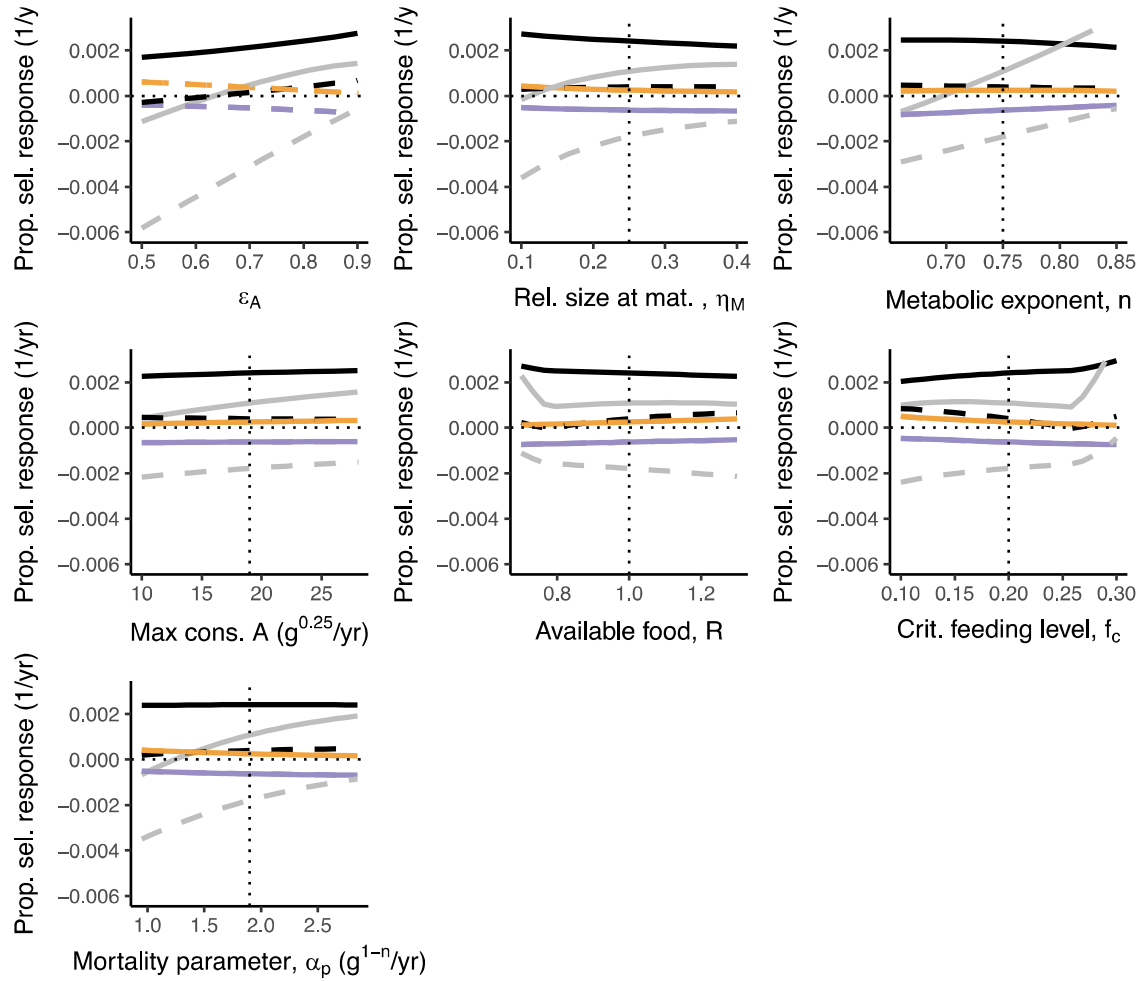 Prop. sel. response (1/y
0.002
0.000
−0.002
−0.004
−0.006
0.5 0.6 0.7 0.8 0.9
ε_A
Prop. sel. response (1/y
0.002
0.000
−0.002
−0.004
−0.006
0.1 0.2 0.3 0.4
Rel. size at mat. , η_M
Prop. sel. response (1/y
0.002
0.000
−0.002
−0.004
−0.006
0.70 0.75 0.80 0.85
Metabolic exponent, n
Prop. sel. response (1/yr)
0.002
0.000
−0.002
−0.004
−0.006
10 15 20 25
Max cons. A (g^0.25/yr)
Prop. sel. response (1/yr)
0.002
0.000
−0.002
−0.004
−0.006
0.8 1.0 1.2
Available food, R
Prop. sel. response (1/yr)
0.002
0.000
−0.002
−0.004
−0.006
0.10 0.15 0.20 0.25 0.30
Crit. feeding level, f_c
Prop. sel. response (1/yr)
0.002
0.000
−0.002
−0.004
−0.006
1.0 1.5 2.0 2.5
Mortality parameter, α_p (g^1−n/yr)